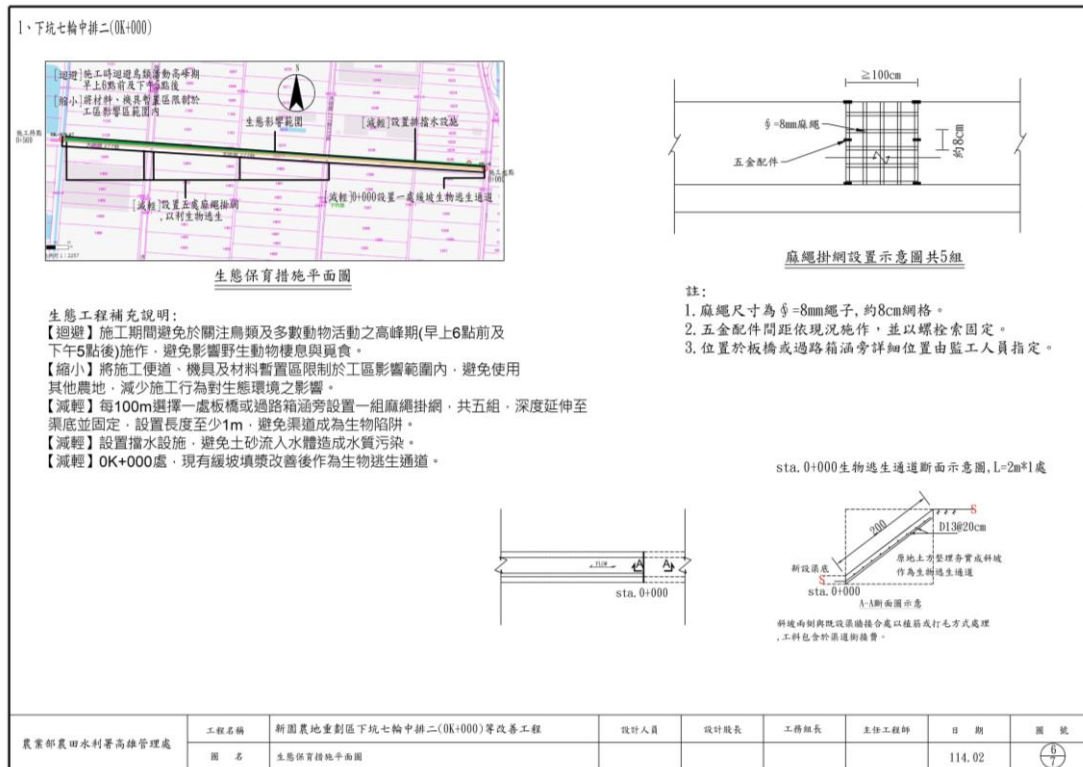 1、下坑七輪中排二(0K+000)
[迴避]施工時迴避鳥類活動高峰期
早上6點前及下午5點後
[縮小]將材料、機具暫置區限制於
工區影響區範圍內
N
生態影響範圍
[減輕]設置排擋水設施
施工終點
0+500
施工起點
0+000
[減輕]設置五處麻繩掛網
,以利生物逃生
[減輕]0+000設置一處緩坡生物逃生通道
生態保育措施平面圖
≧100cm
∮=8mm麻繩
五金配件
約8cm
麻繩掛網設置示意圖共5組
註:
1. 麻繩尺寸為∮=8mm繩子, 約8cm網格。
2. 五金配件間距依現況施作,並以螺栓索固定。
3. 位置於板橋或過路箱涵旁詳細位置由監工人員指定。
生態工程補充說明:
【迴避】施工期間避免於關注鳥類及多數動物活動之高峰期(早上6點前及
下午5點後)施作,避免影響野生動物棲息與覓食。
【縮小】將施工便道、機具及材料暫置區限制於工區影響範圍內,避免使用
其他農地,減少施工行為對生態環境之影響。
【減輕】每100m選擇一處板橋或過路箱涵旁設置一組麻繩掛網,共五組,深度延伸至
渠底並固定,設置長度至少1m,避免渠道成為生物陷阱。
【減輕】設置擋水設施,避免土砂流入水體造成水質污染。
【減輕】0K+000處,現有緩坡填漿改善後作為生物逃生通道。
FLOW
A
A
sta. 0+000
sta. 0+000生物逃生通道斷面示意圖, L=2m*1處
200
S
D13@20cm
原地土方整理夯實成斜坡
作為生物逃生通道
新設渠底
S
sta. 0+000
A-A斷面圖示意
斜坡兩側與既設渠牆接合處以植筋或打毛方式處理
,工料包含於渠道銜接費。
農業部農田水利署高雄管理處
工程名稱 新園農地重劃區下坑七輪中排二(0K+000)等改善工程 設計人員 設計股長 工務組長 主任工程師 日 期 圖 號
圖 名 生態保育措施平面圖 114.02 6
7